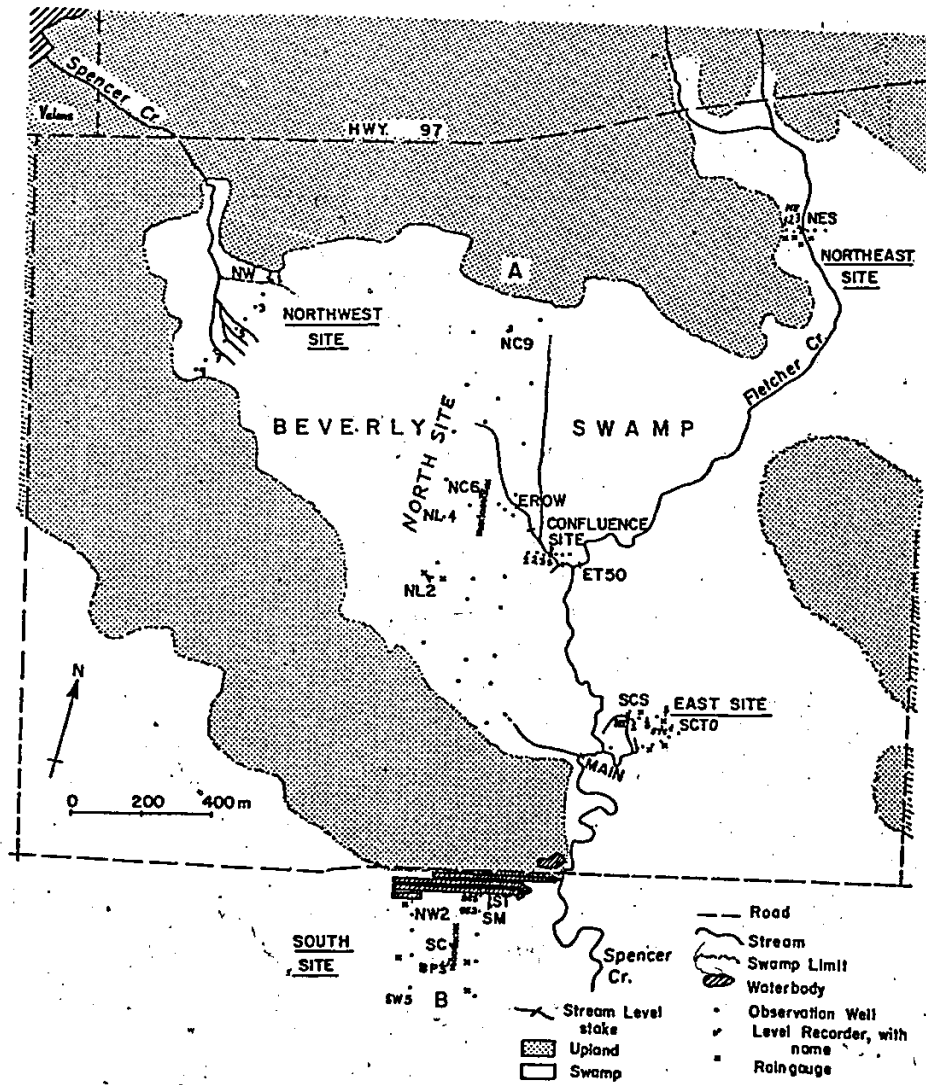 Spencer Cr.
Valens
HWY. 97
NES
NORTHEAST
SITE
NW
A
NORTHWEST
SITE
NC9
Fletcher Cr.
BEVERLY SWAMP
NORTH SITE
NC6
EROW
NL4
CONFLUENCE
SITE
ET50
NL2
N
SCS
EAST SITE
SCTO
MAIN
0 200 400 m
NW2
ST
SM
SOUTH
SITE
SC
BPS
SW5
B
Spencer
Cr.
Road
Stream
Swamp Limit
Waterbody
Stream Level
stake
Observation Well
Level Recorder, with
name
Raingauge
Upland
Swamp